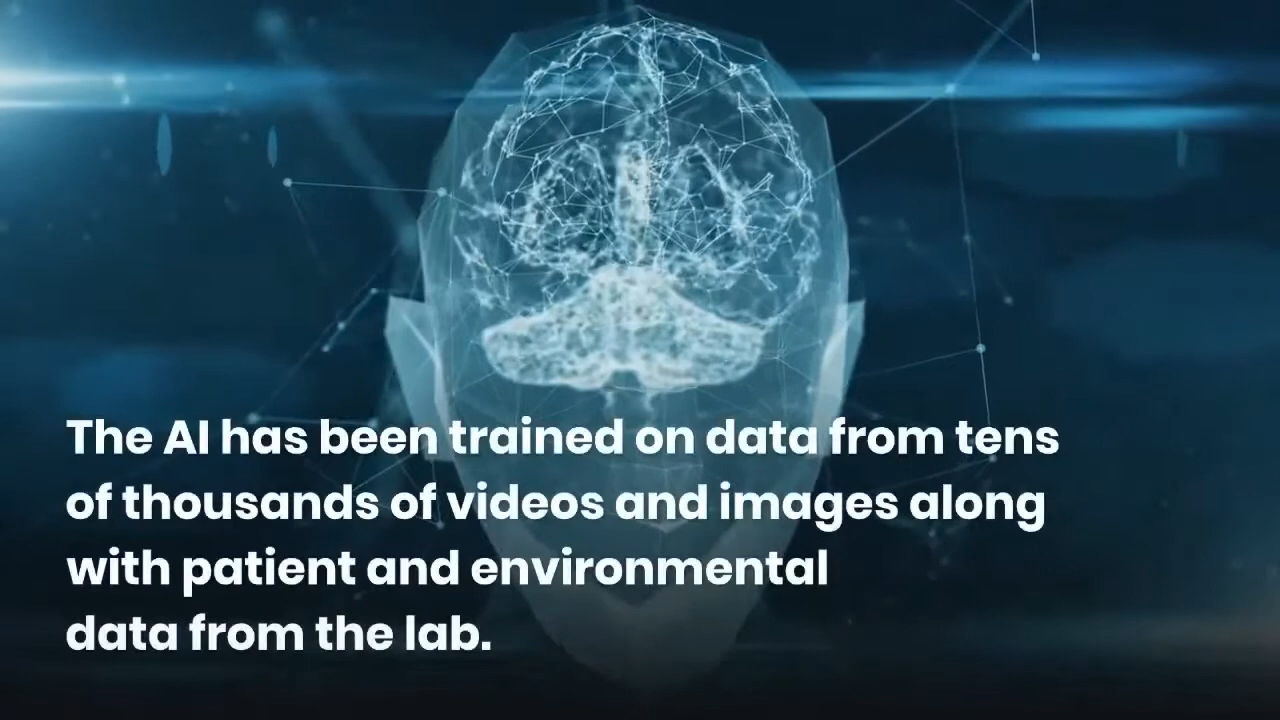 The AI has been trained on data from tens
of thousands of videos and images along
with patient and environmental
data from the lab.